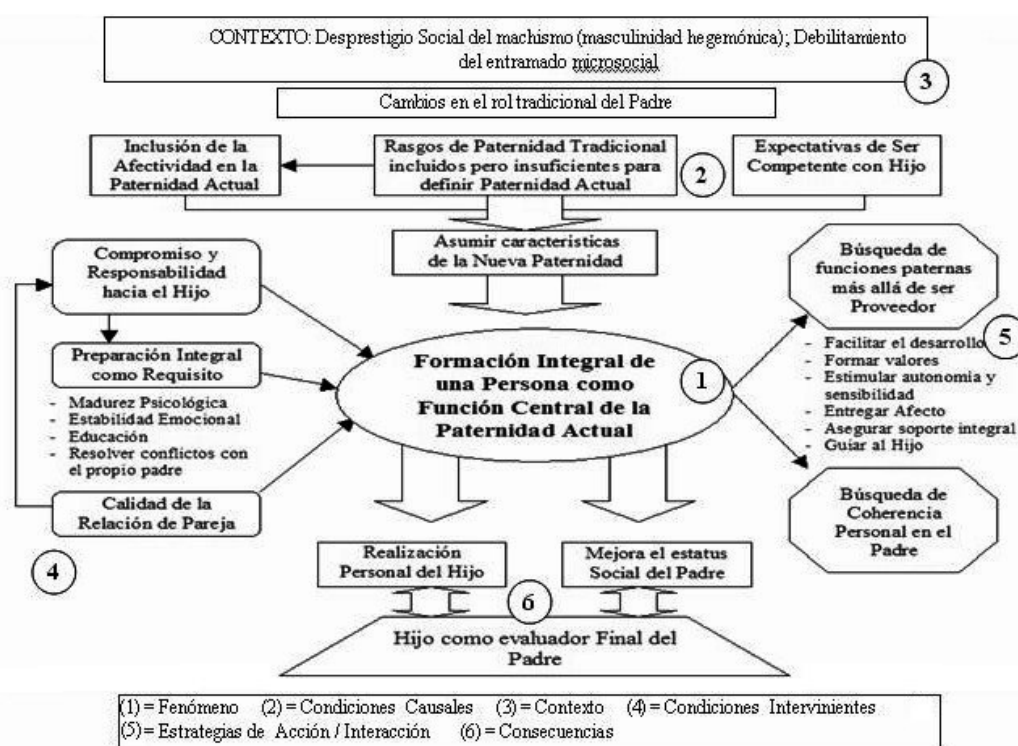 CONTEXTO: Desprestigio Social del machismo (masculinidad hegemónica); Debilitamiento
del entramado microsocial
3
Cambios en el rol tradicional del Padre
Inclusión de la
Afectividad en la
Paternidad Actual
Rasgos de Paternidad Tradicional
incluidos pero insuficientes para
definir Paternidad Actual
2
Expectativas de Ser
Competente con Hijo
Asumir características
de la Nueva Paternidad
Compromiso y
Responsabilidad
hacia el Hijo
Preparación Integral
como Requisito
- Madurez Psicológica
- Estabilidad Emocional
- Educación
- Resolver conflictos con
el propio padre
Calidad de la
Relación de Pareja
4
Formación Integral de
una Persona como
Función Central de la
Paternidad Actual
1
Búsqueda de
funciones paternas
más allá de ser
Proveedor
5
- Facilitar el desarrollo
- Formar valores
- Estimular autonomía y
sensibilidad
- Entregar Afecto
- Asegurar soporte integral
- Guiar al Hijo
Búsqueda de
Coherencia
Personal en el
Padre
Realización
Personal del Hijo
Mejora el estatus
Social del Padre
6
Hijo como evaluador Final del
Padre
(1) = Fenómeno (2) = Condiciones Causales (3) = Contexto (4) = Condiciones Intervinientes
(5) = Estrategias de Acción / Interacción (6) = Consecuencias